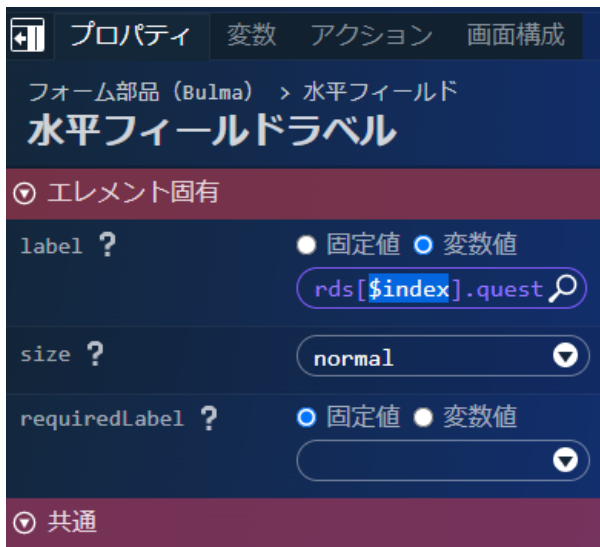 プロパティ 変数 アクション 画面構成
フォーム部品（Bulma） > 水平フィールド
水平フィールドラベル
エレメント固有
label ? 固定値 変数値
rds[$index].quest
size ? normal
requiredLabel ? 固定値 変数値
共通